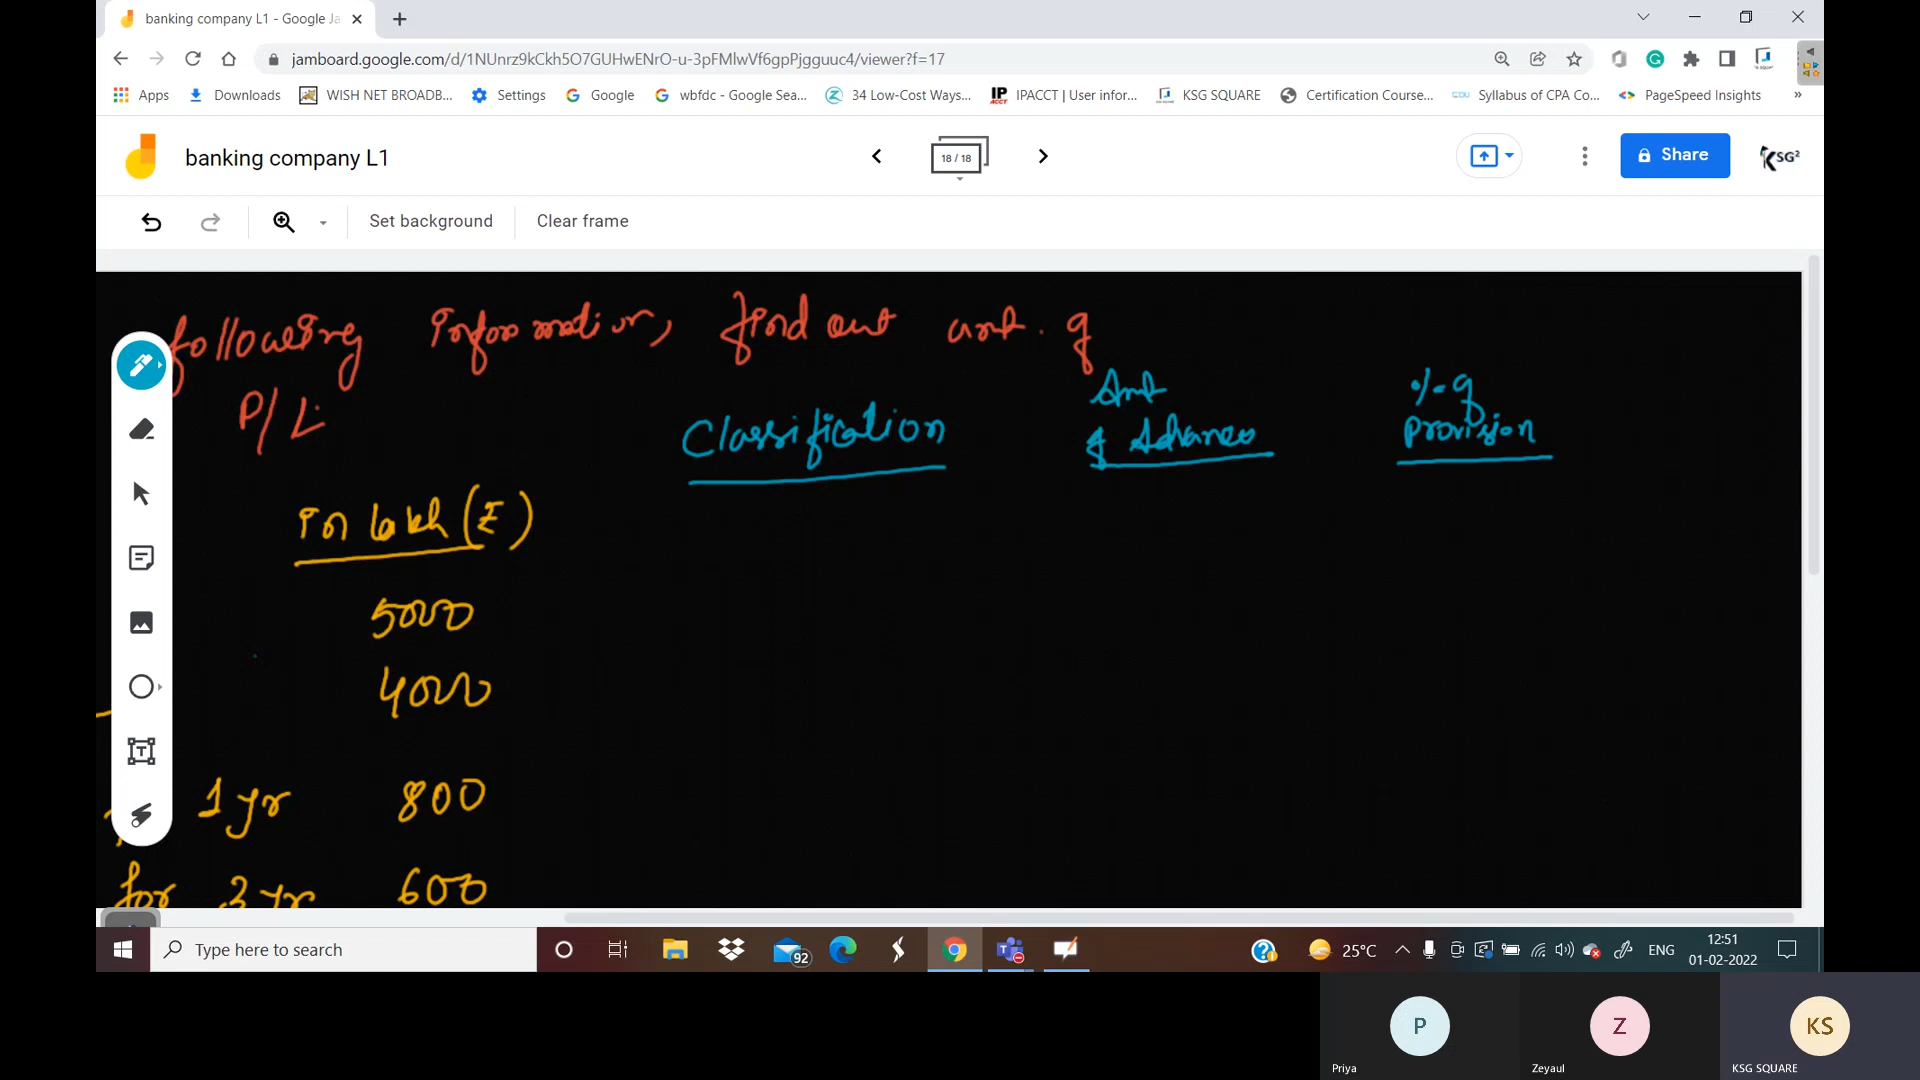 banking company L1 - Google Ja
jamboard.google.com/d/1NUnrz9kCkh5O7GUHwENrO-u-3pFMlwVf6gpPjgguuc4/viewer?f=17
Apps Downloads WISH NET BROADB... Settings Google wbfdc - Google Sea... 34 Low-Cost Ways... IPACCT | User infor... KSG SQUARE Certification Course... Syllabus of CPA Co... PageSpeed Insights »
banking company L1
18 / 18
Share
KSG²
Set background Clear frame
following information, find out amt. of
P/L
Classification
Amt
of Advances
%-g
provision
In lakh (₹)
5000
4000
1 yr 800
for 3 yr 600
Type here to search
92
25°C
ENG
12:51
01-02-2022
P
Z
KS
Priya
Zeyaul
KSG SQUARE